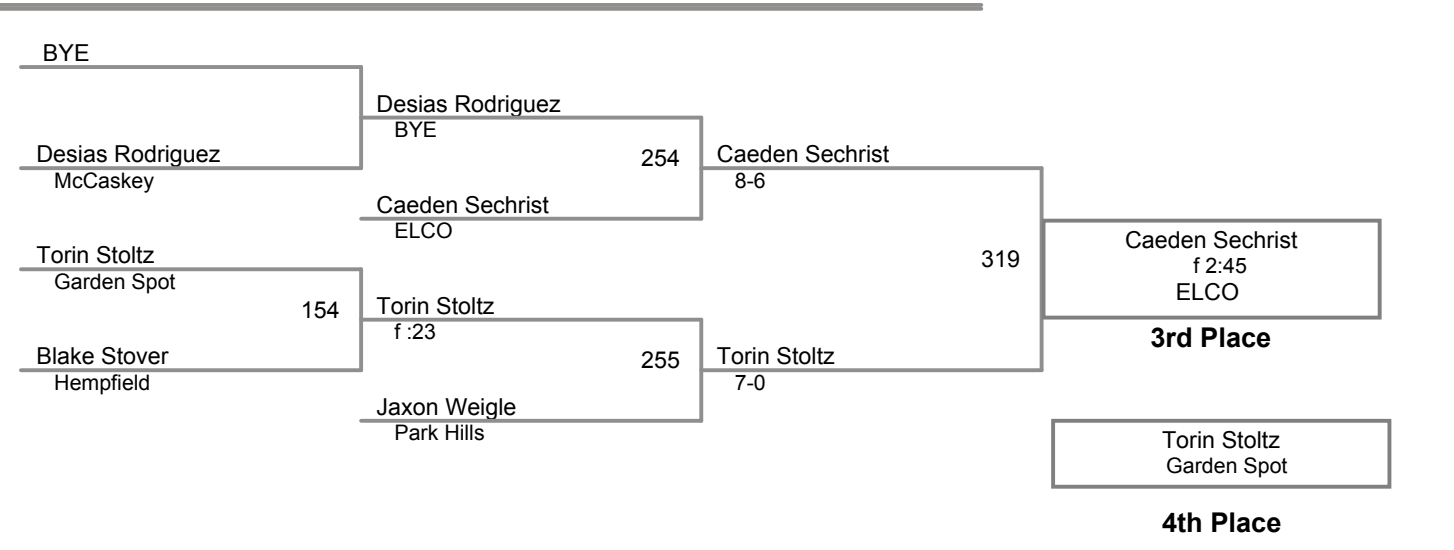 BYE
Desias Rodriguez
BYE
Desias Rodriguez
McCaskey
254
Caeden Sechrist
8-6
Caeden Sechrist
ELCO
Torin Stoltz
Garden Spot
319
Caeden Sechrist
f 2:45
ELCO
3rd Place
154
Torin Stoltz
f :23
Blake Stover
Hempfield
255
Torin Stoltz
7-0
Jaxon Weigle
Park Hills
Torin Stoltz
Garden Spot
4th Place